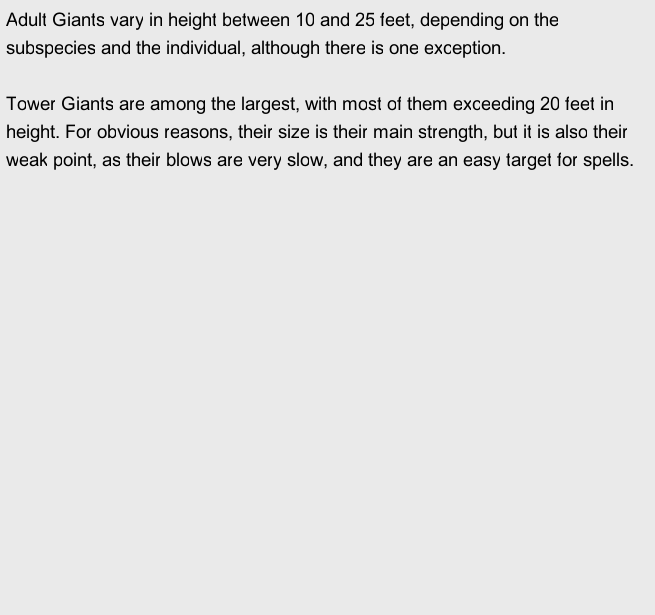 Adult Giants vary in height between 10 and 25 feet, depending on the
subspecies and the individual, although there is one exception.
Tower Giants are among the largest, with most of them exceeding 20 feet in
height. For obvious reasons, their size is their main strength, but it is also their
weak point, as their blows are very slow, and they are an easy target for spells.